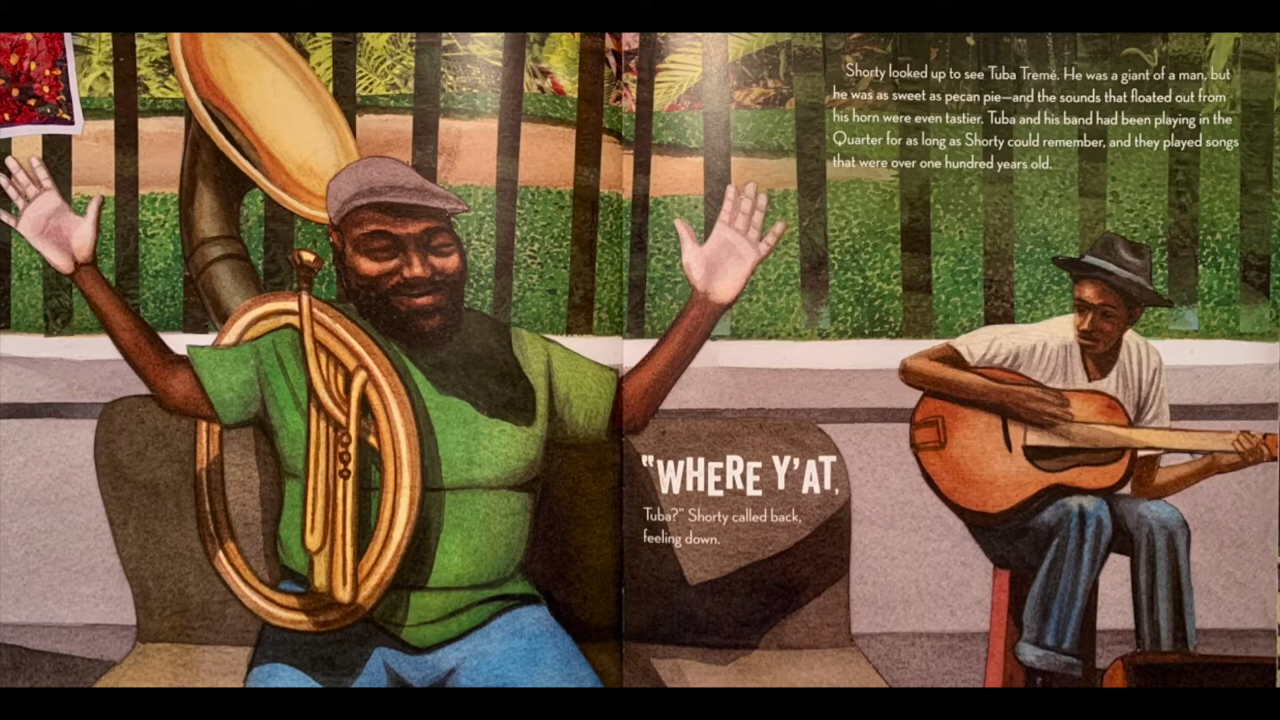 Shorty looked up to see Tuba Tremé. He was a giant of a man, but
he was as sweet as pecan pie—and the sounds that floated out from
his horn were even tastier. Tuba and his band had been playing in the
Quarter for as long as Shorty could remember, and they played songs
that were over one hundred years old.
"WHERE Y'AT,
Tuba?" Shorty called back,
feeling down.